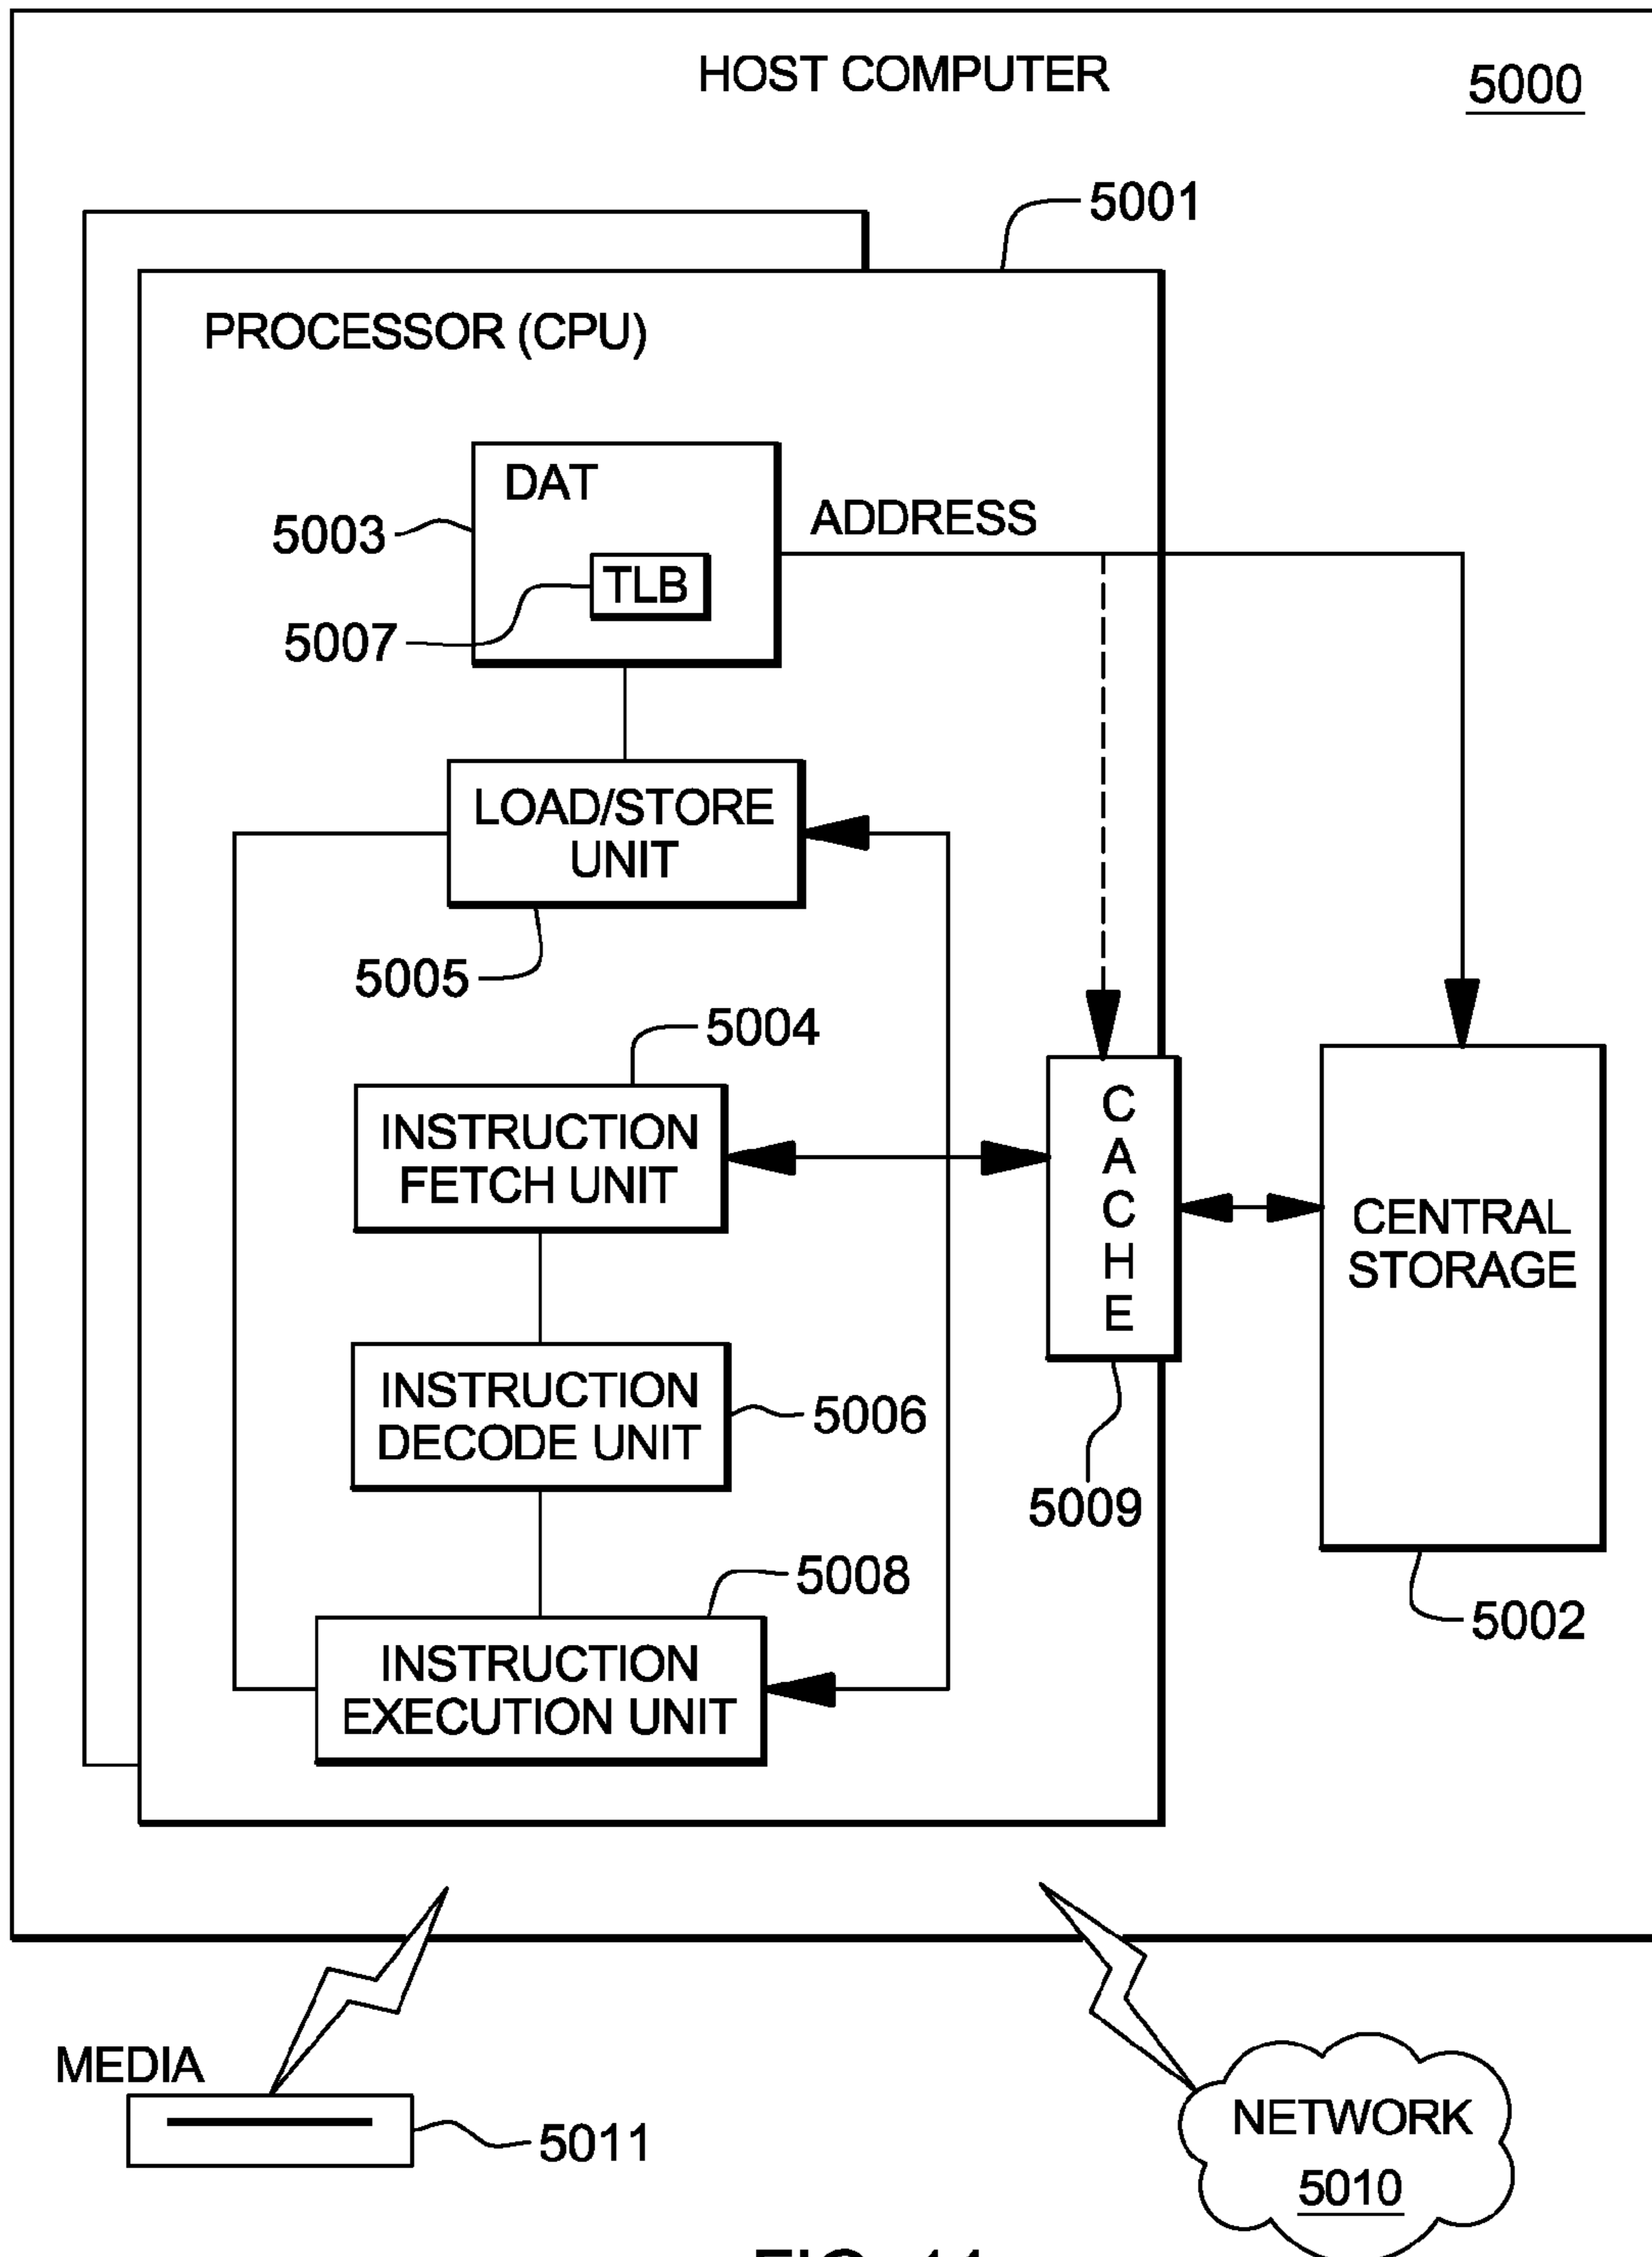 HOST COMPUTER
5000
5001
PROCESSOR (CPU)
DAT
ADDRESS
5003
TLB
5007
LOAD/STORE
UNIT
5005
5004
INSTRUCTION
FETCH UNIT
CACHE
CENTRAL
STORAGE
INSTRUCTION
DECODE UNIT
5006
5009
5008
5002
INSTRUCTION
EXECUTION UNIT
MEDIA
5011
NETWORK
5010